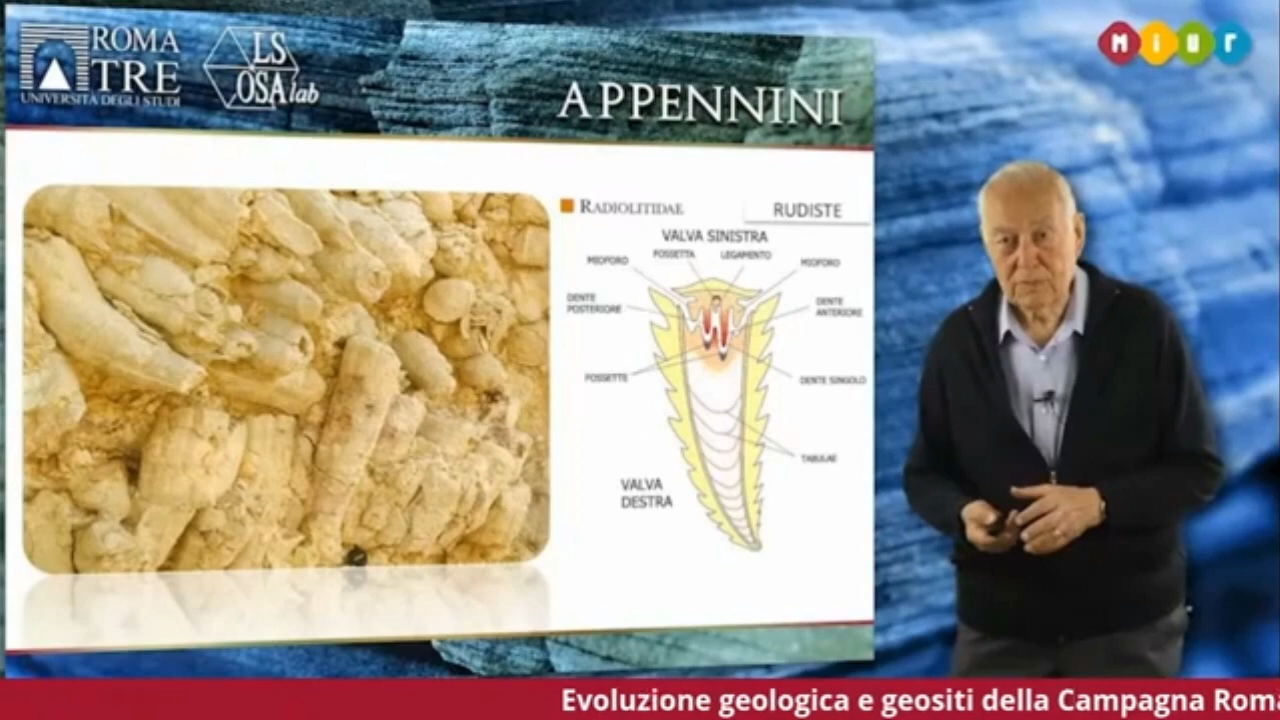 ROMA
TRE
UNIVERSITÀ DEGLI STUDI
LS
OSA lab
MIUR
APPENNINI
RADIOLITIDAE
RUDISTE
VALVA SINISTRA
FOSSETTA
LEGAMENTO
MIOFORO
MIOFORO
DENTE
POSTERIORE
DENTE
ANTERIORE
FOSSETTE
DENTE SINGOLO
TABULAE
VALVA
DESTRA
Evoluzione geologica e geositi della Campagna Roma